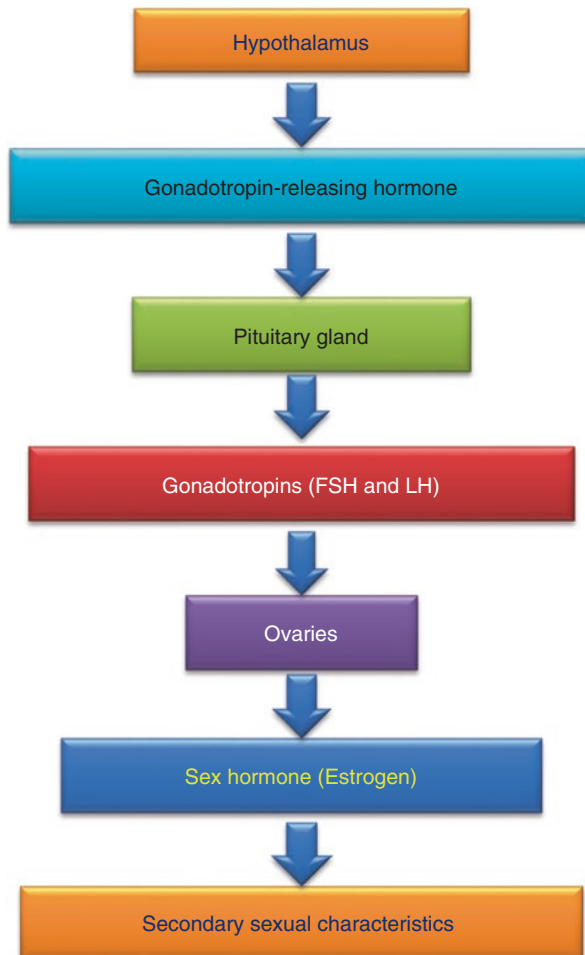 Hypothalamus
Gonadotropin-releasing hormone
Pituitary gland
Gonadotropins (FSH and LH)
Ovaries
Sex hormone (Estrogen)
Secondary sexual characteristics